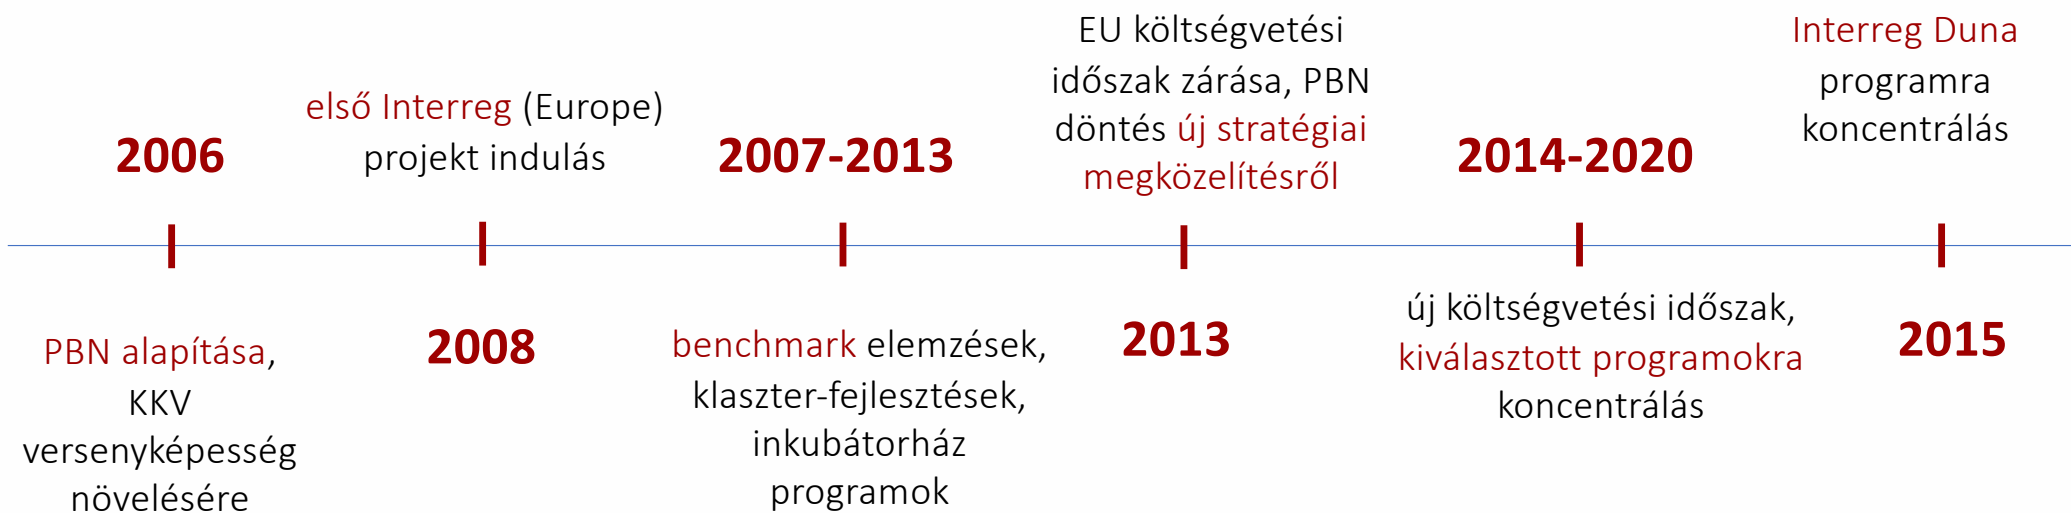 2006
PBN alapítása,
KKV
versenyképesség
növelésére
első Interreg (Europe)
projekt indulás
2008
2007-2013
benchmark elemzések,
klaszter-fejlesztések,
inkubátorház
programok
EU költségvetési
időszak zárása, PBN
döntés új stratégiai
megközelítésről
2013
2014-2020
új költségvetési időszak,
kiválasztott programokra
koncentrálás
Interreg Duna
programra
koncentrálás
2015